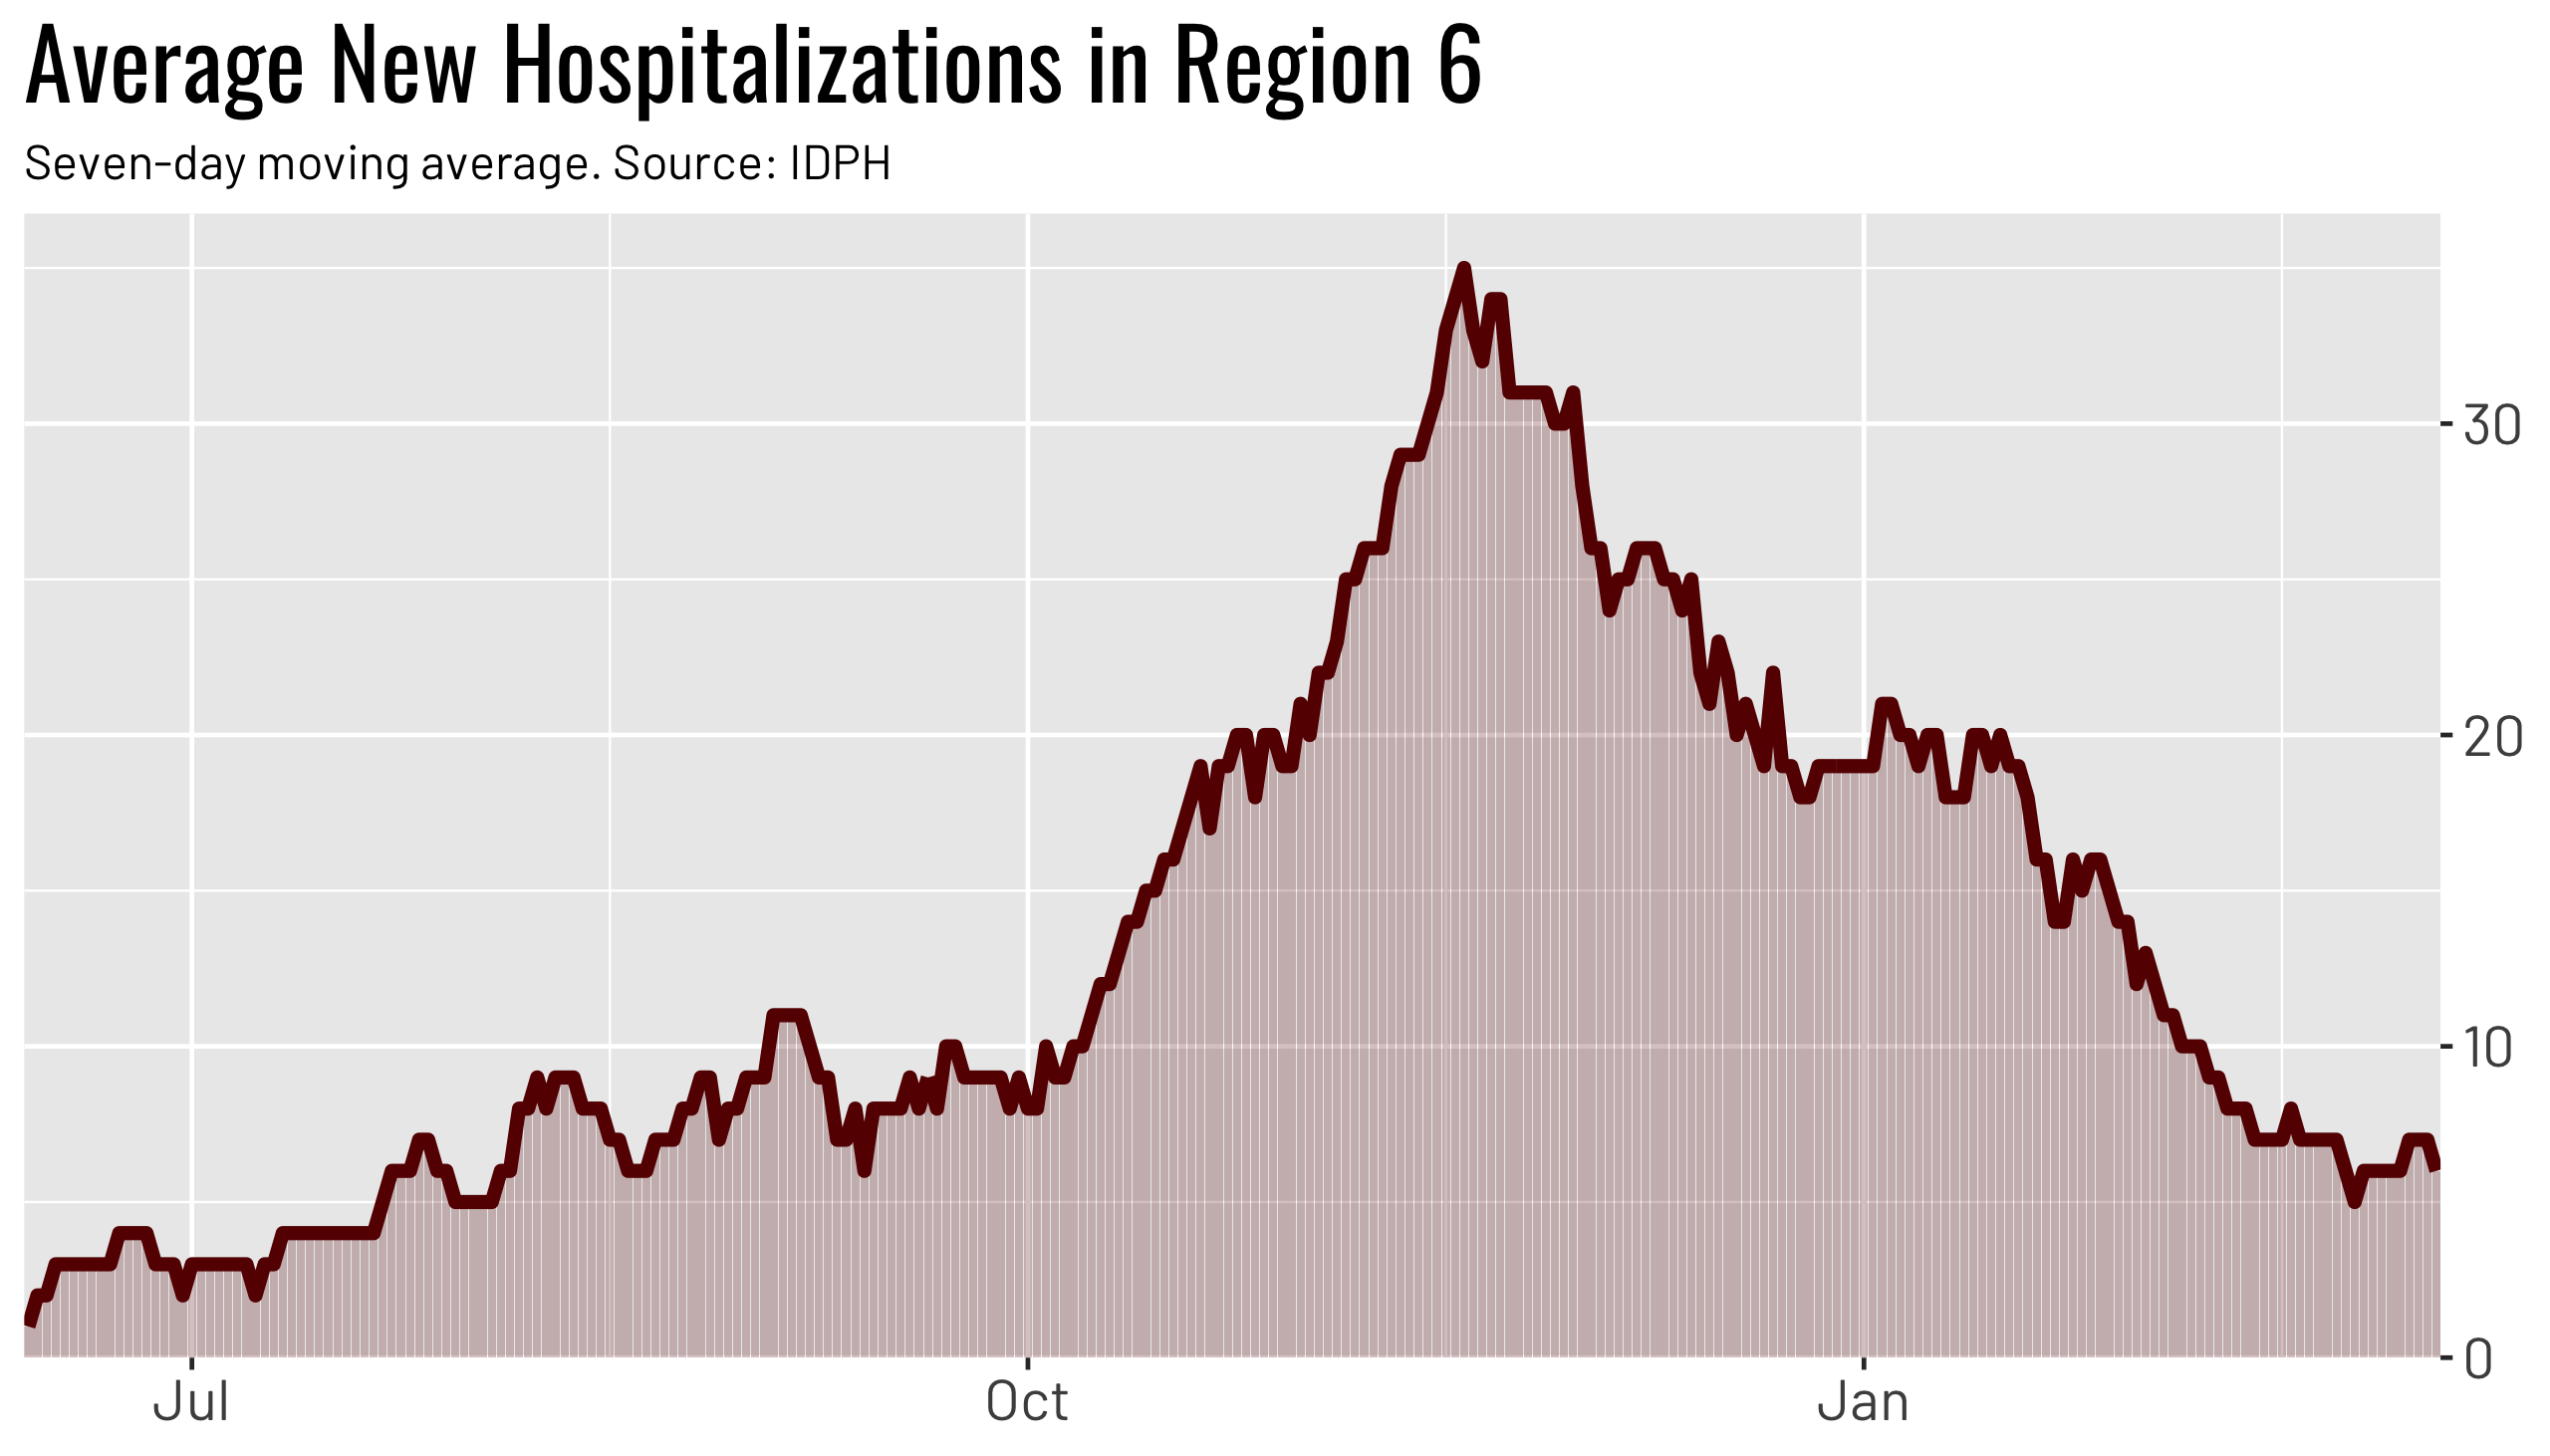 Average New Hospitalizations in Region 6
Seven-day moving average. Source: IDPH
30
20
10
0
Jul Oct Jan